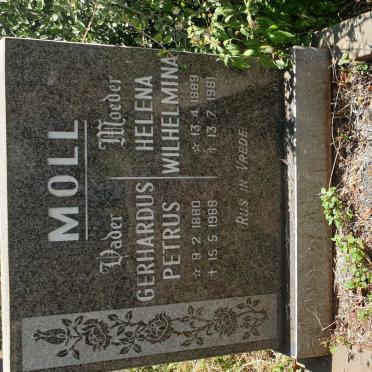 MOLL
Vader
GERHARDUS
PETRUS
☆ 9.2.1880
† 15.5.1968
Moeder
HELENA
WILHELMINA
☆ 13.4.1889
† 13.7.1981
RUS IN VREDE